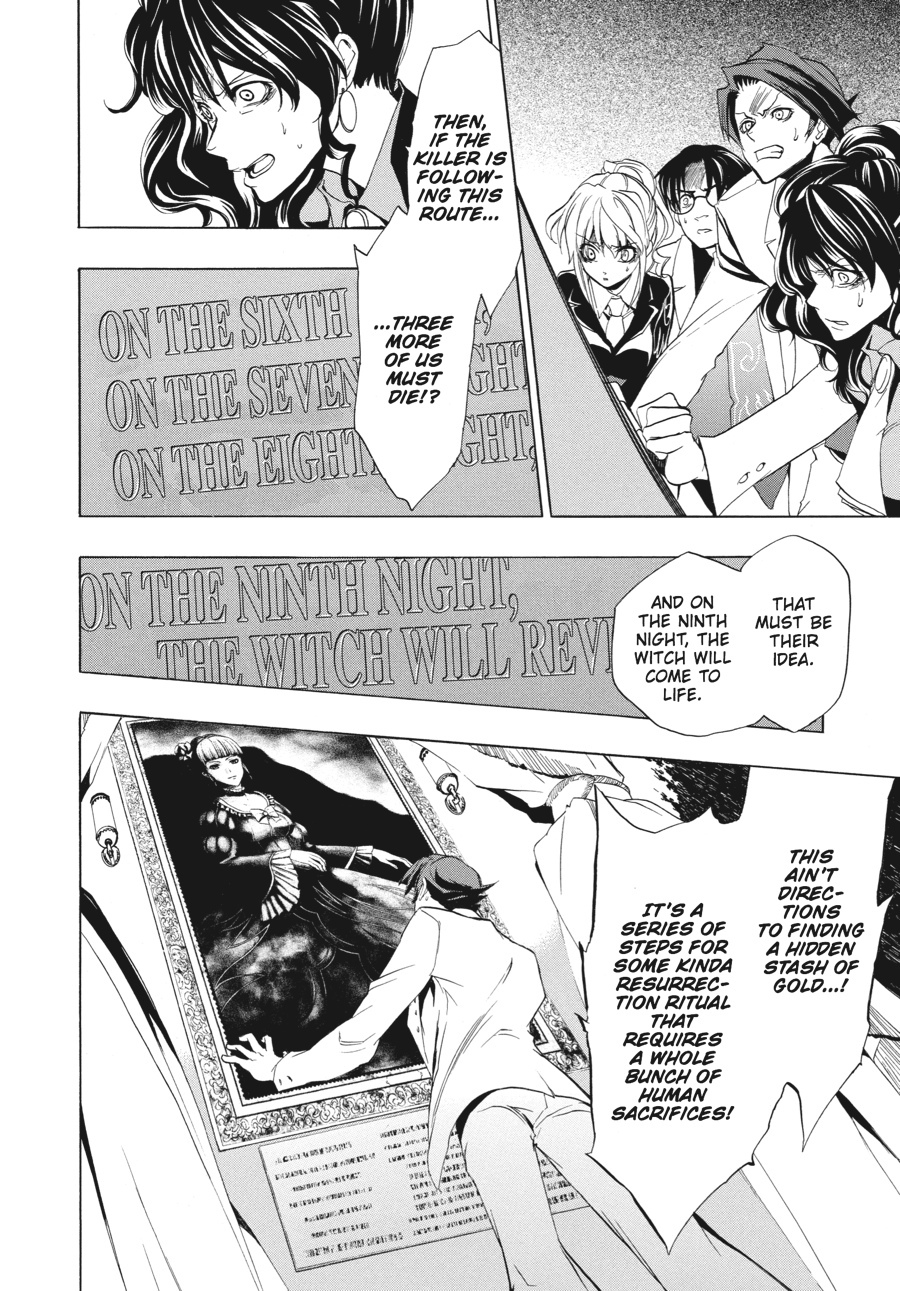 THEN,
IF THE
KILLER IS
FOLLOW-
ING THIS
ROUTE...
...THREE
MORE
OF US
MUST
DIE!?
ON THE SIXTH
ON THE SEVEN GHT
ON THE EIGHT GHT,
THAT
MUST BE
THEIR
IDEA.
AND ON
THE NINTH
NIGHT, THE
WITCH WILL
COME TO
LIFE.
ON THE NINTH NIGHT,
THE WITCH WILL REVI
THIS
AIN'T
DIREC-
TIONS
TO FINDING
A HIDDEN
STASH OF
GOLD...!
IT'S A
SERIES OF
STEPS FOR
SOME KINDA
RESURREC-
TION RITUAL
THAT
REQUIRES
A WHOLE
BUNCH OF
HUMAN
SACRIFICES!